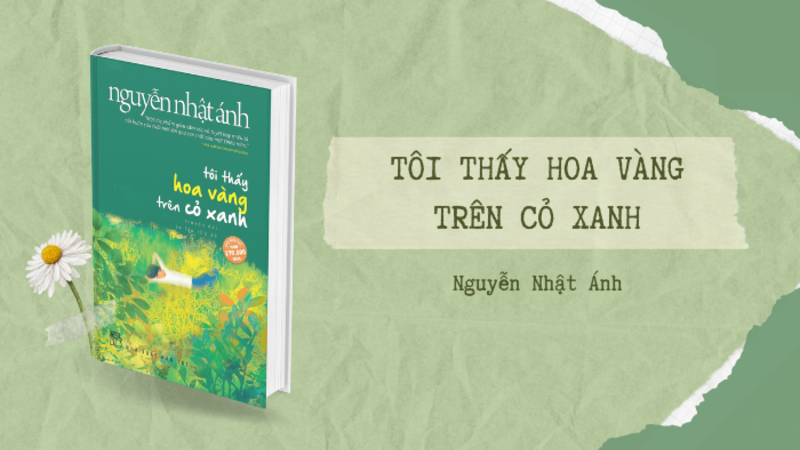 nguyễn nhật ánh
tôi thấy
hoa vàng
trên cỏ xanh
TÔI THẤY HOA VÀNG
TRÊN CỎ XANH
Nguyễn Nhật Ánh